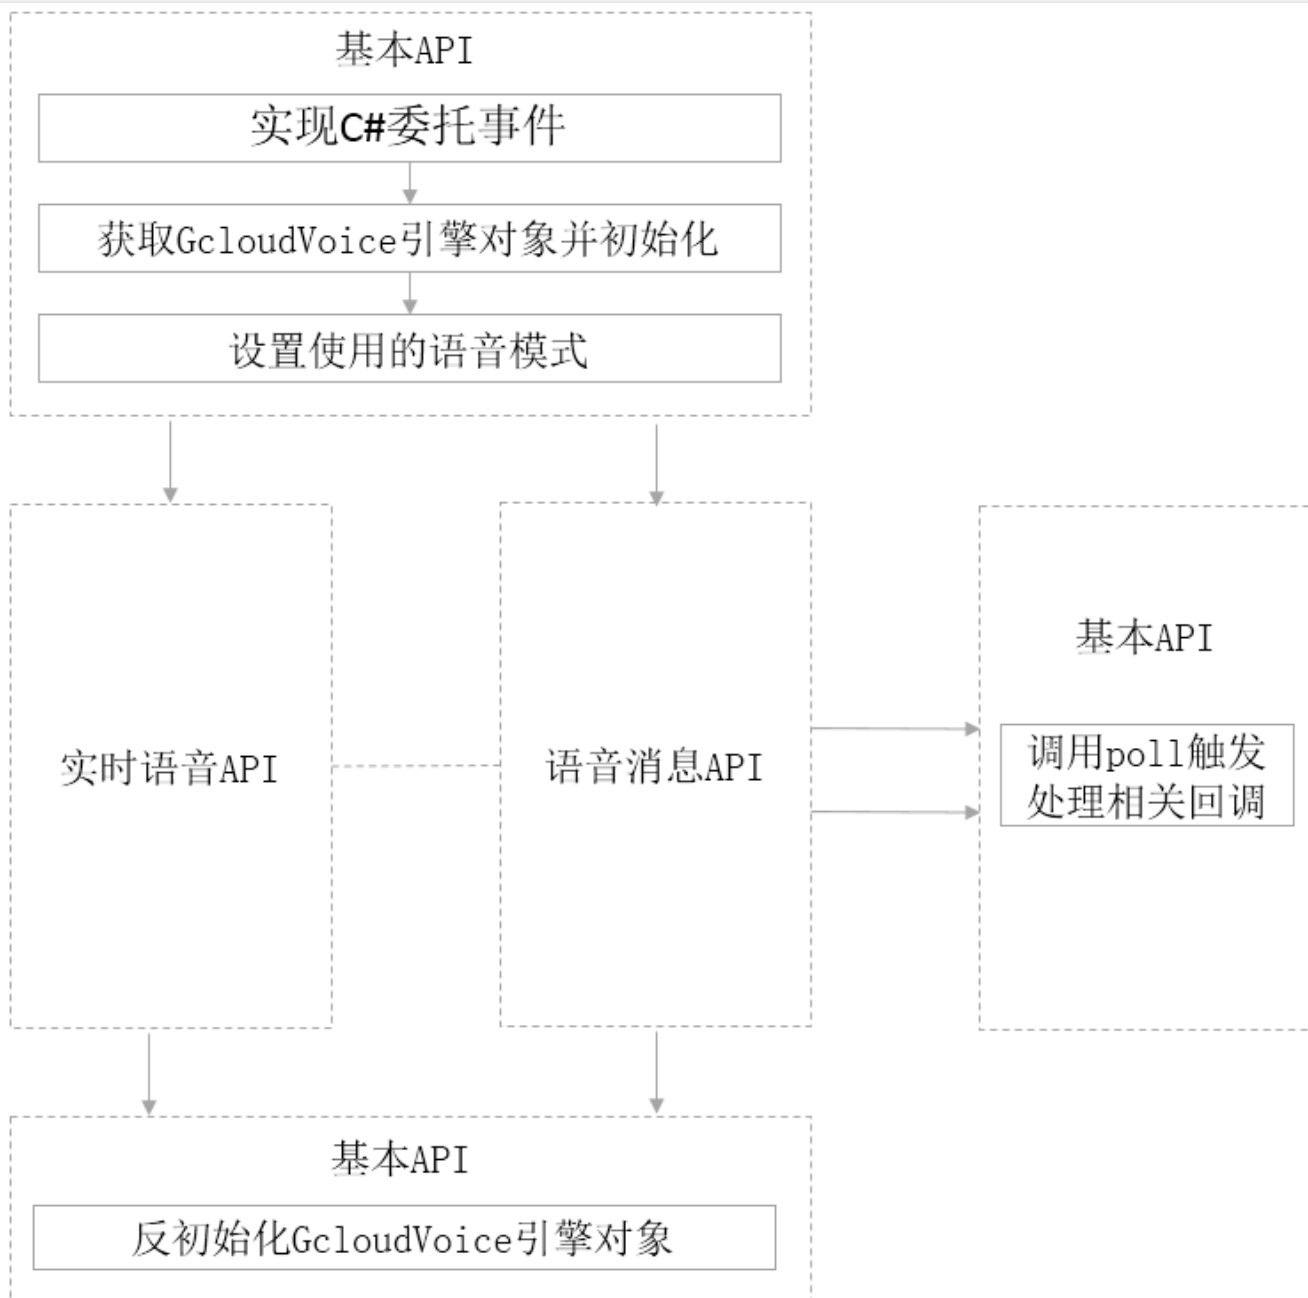 基本API
实现C#委托事件
获取GcloudVoice引擎对象并初始化
设置使用的语音模式
实时语音API
语音消息API
基本API
调用poll触发
处理相关回调
基本API
反初始化GcloudVoice引擎对象